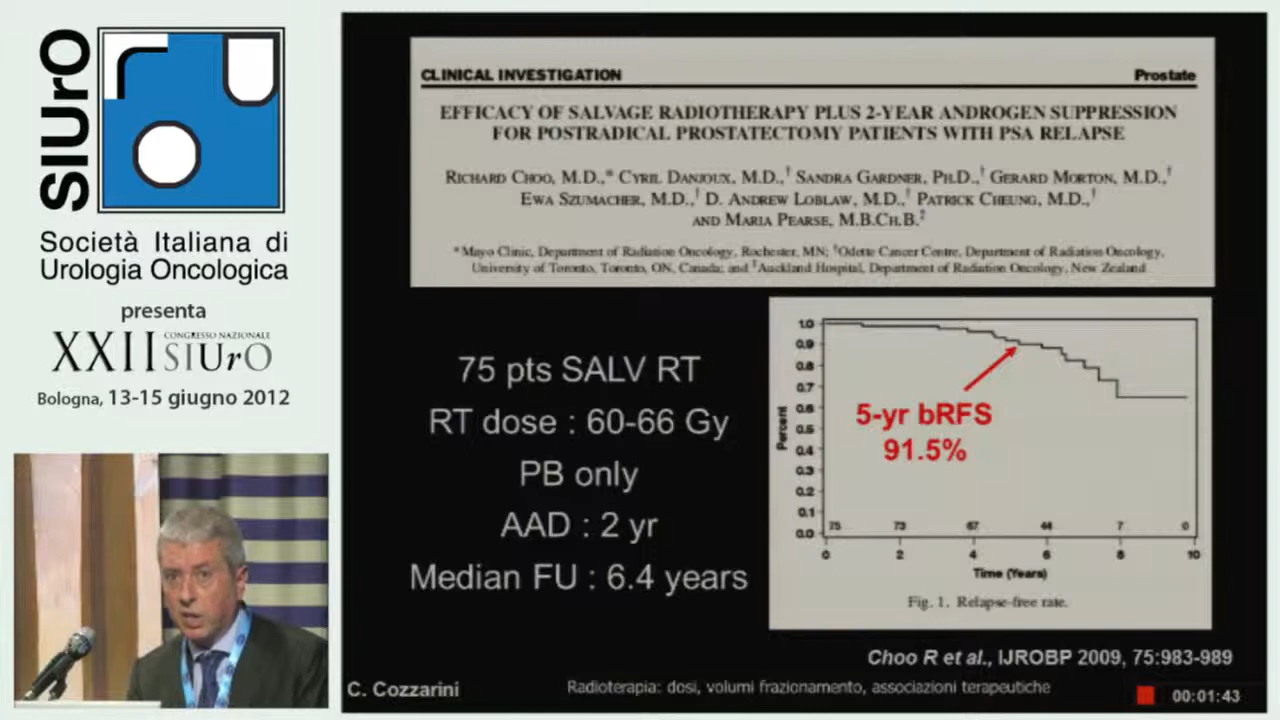 SIUrO
Società Italiana di
Urologia Oncologica
presenta
XXII CONGRESSO NAZIONALE
SIUrO
Bologna, 13-15 giugno 2012
CLINICAL INVESTIGATION
Prostate
EFFICACY OF SALVAGE RADIOTHERAPY PLUS 2-YEAR ANDROGEN SUPPRESSION
FOR POSTRADICAL PROSTATECTOMY PATIENTS WITH PSA RELAPSE
RICHARD CHOO, M.D.,* CYRIL DANJOUX, M.D.,† SANDRA GARDNER, PH.D.,† GERARD MORTON, M.D.,†
EWA SZUMACHER, M.D.,† D. ANDREW LOBLAW, M.D.,† PATRICK CHEUNG, M.D.,†
AND MARIA PEARSE, M.B.CH.B.‡
*Mayo Clinic, Department of Radiation Oncology, Rochester, MN; †Odette Cancer Centre, Department of Radiation Oncology,
University of Toronto, Toronto, ON, Canada; and ‡Auckland Hospital, Department of Radiation Oncology, New Zealand
75 pts SALV RT
RT dose : 60-66 Gy
PB only
AAD : 2 yr
Median FU : 6.4 years
1.0
0.9
0.8
0.7
0.6
0.5
0.4
0.3
0.2
0.1
0.0
Percent
5-yr bRFS
91.5%
75 73 67 44 7 0
0 2 4 6 8 10
Time (Years)
Fig. 1. Relapse-free rate.
Choo R et al., IJROBP 2009, 75:983-989
C. Cozzarini
Radioterapia: dosi, volumi frazionamento, associazioni terapeutiche
00:01:43